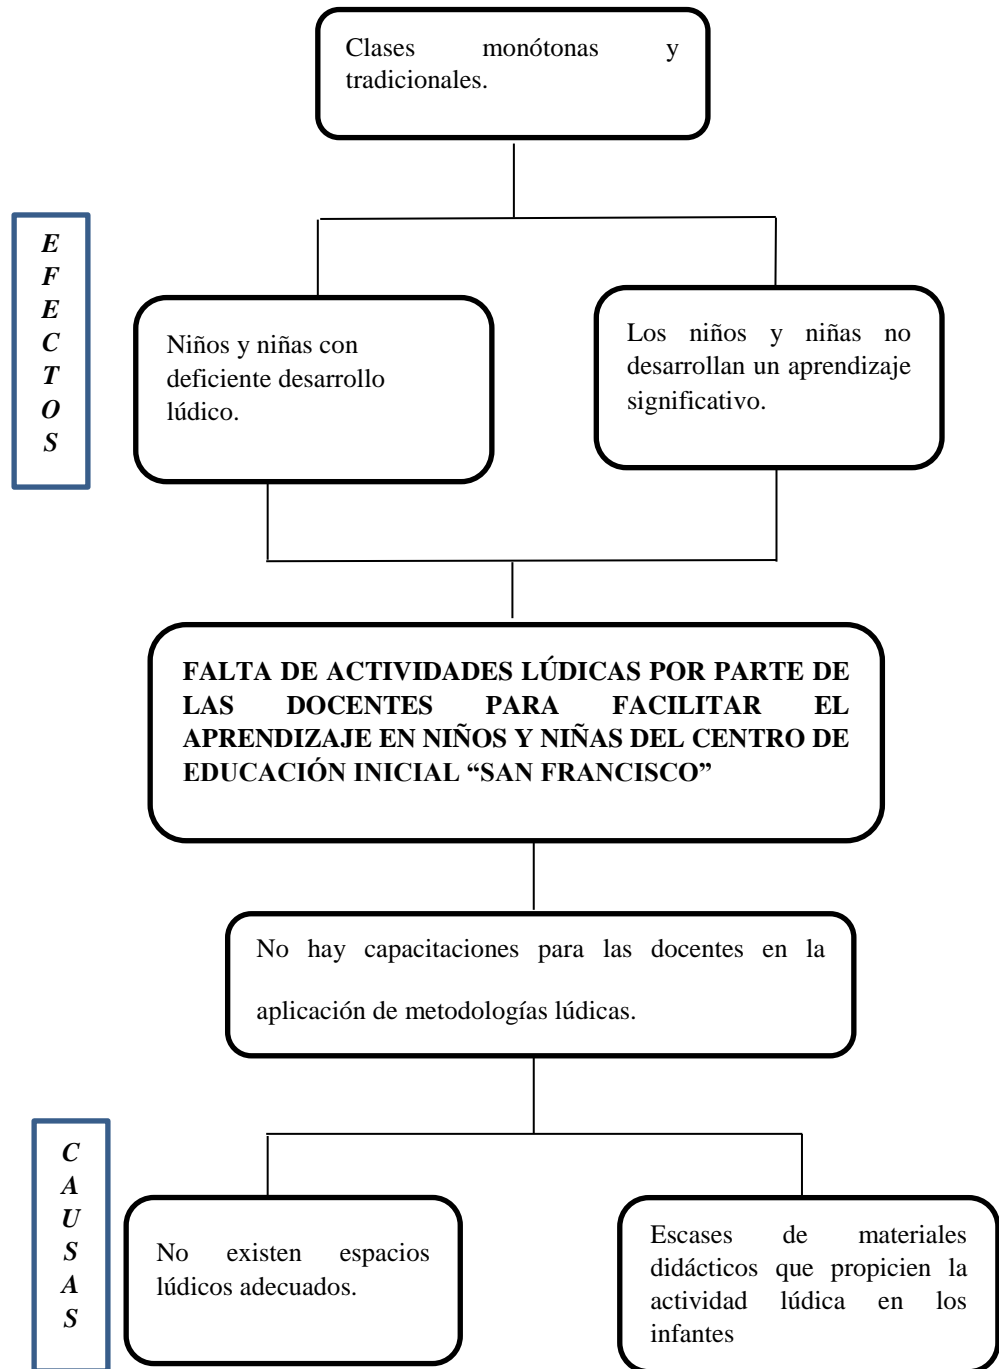 Clases monótonas y
tradicionales.
E
F
E
C
T
O
S
Niños y niñas con
deficiente desarrollo
lúdico.
Los niños y niñas no
desarrollan un aprendizaje
significativo.
FALTA DE ACTIVIDADES LÚDICAS POR PARTE DE
LAS DOCENTES PARA FACILITAR EL
APRENDIZAJE EN NIÑOS Y NIÑAS DEL CENTRO DE
EDUCACIÓN INICIAL “SAN FRANCISCO”
No hay capacitaciones para las docentes en la
aplicación de metodologías lúdicas.
C
A
U
S
A
S
No existen espacios
lúdicos adecuados.
Escases de materiales
didácticos que propicien la
actividad lúdica en los
infantes